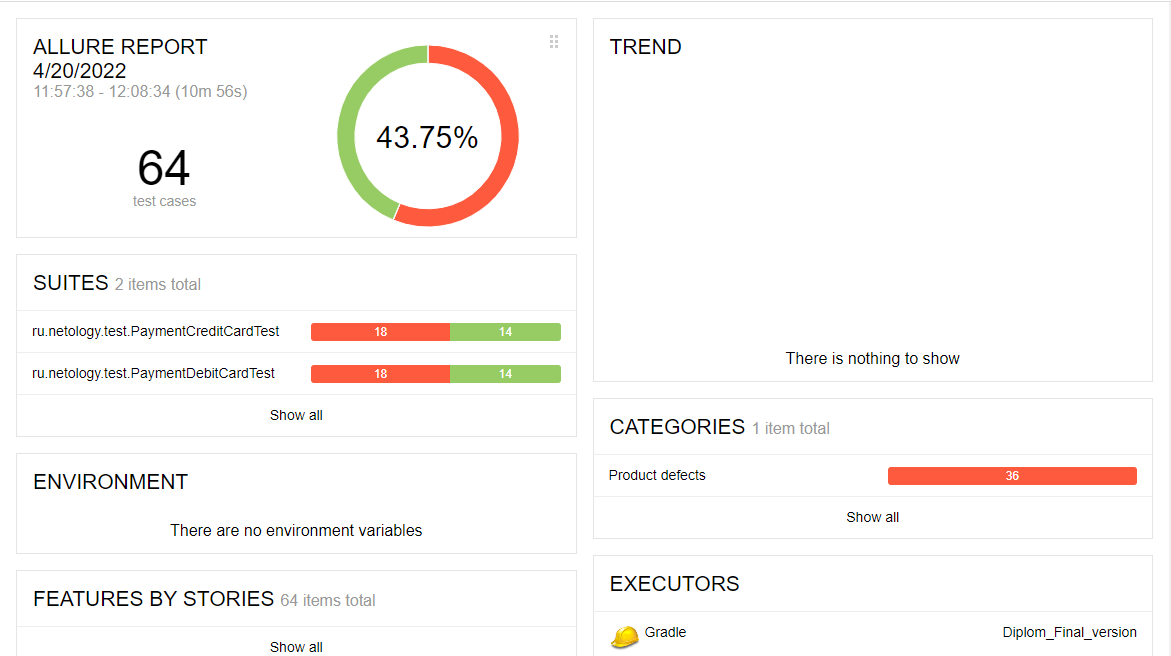 ALLURE REPORT
4/20/2022
11:57:38 - 12:08:34 (10m 56s)
64
test cases
43.75%
SUITES 2 items total
ru.netology.test.PaymentCreditCardTest 18 14
ru.netology.test.PaymentDebitCardTest 18 14
Show all
ENVIRONMENT
There are no environment variables
FEATURES BY STORIES 64 items total
Show all
TREND
There is nothing to show
CATEGORIES 1 item total
Product defects 36
Show all
EXECUTORS
Gradle Diplom_Final_version